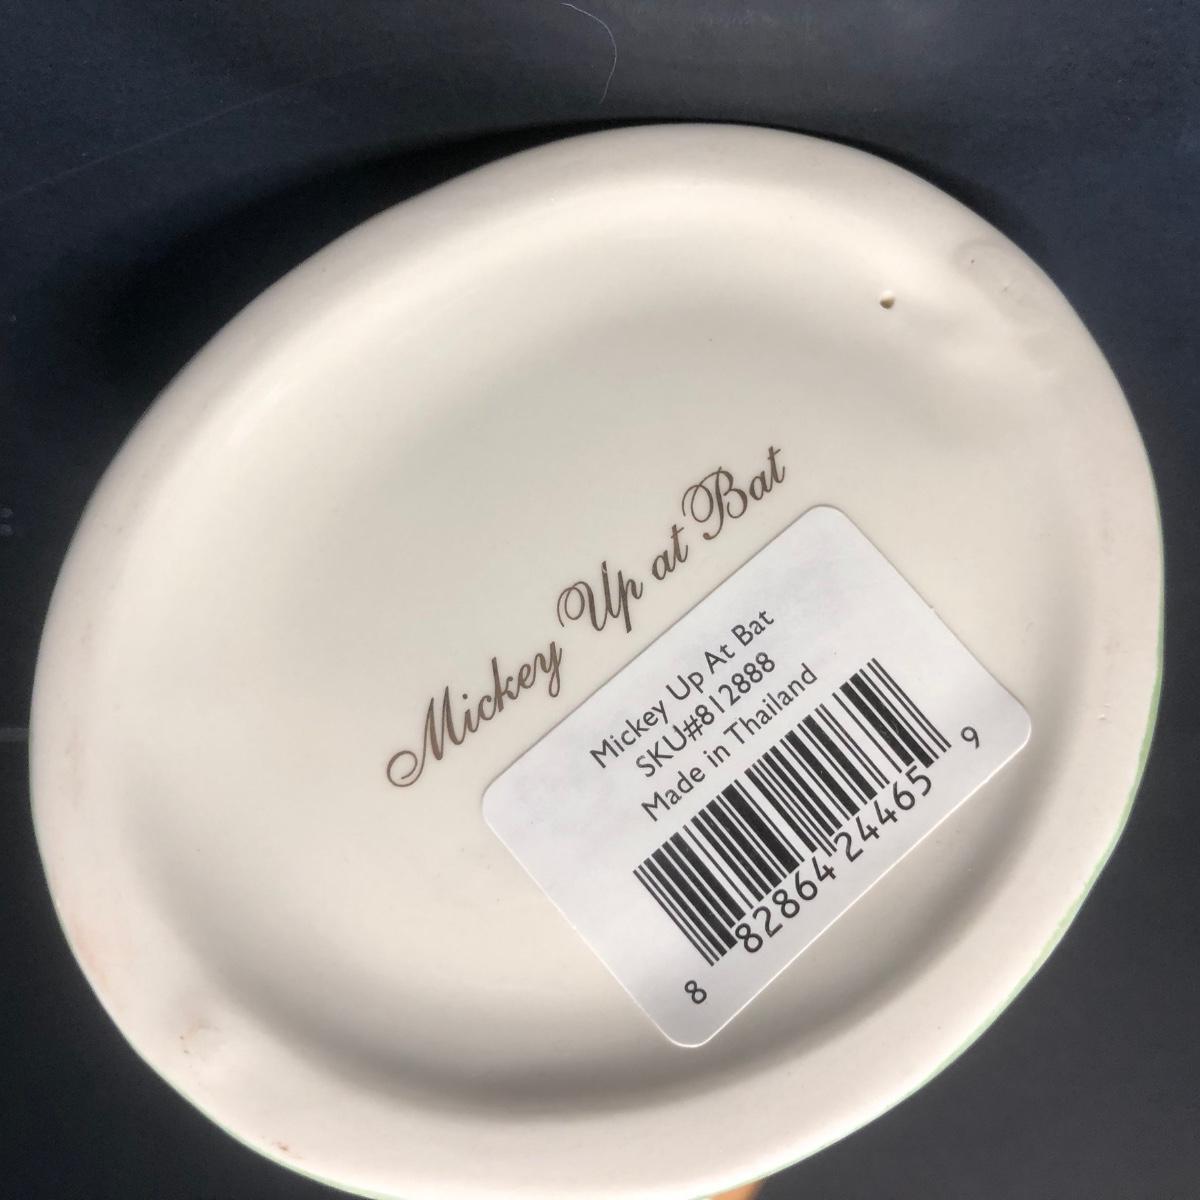 Mickey Up at Bat
Mickey Up At Bat
SKU#812888
Made in Thailand
8 82864 24465 9